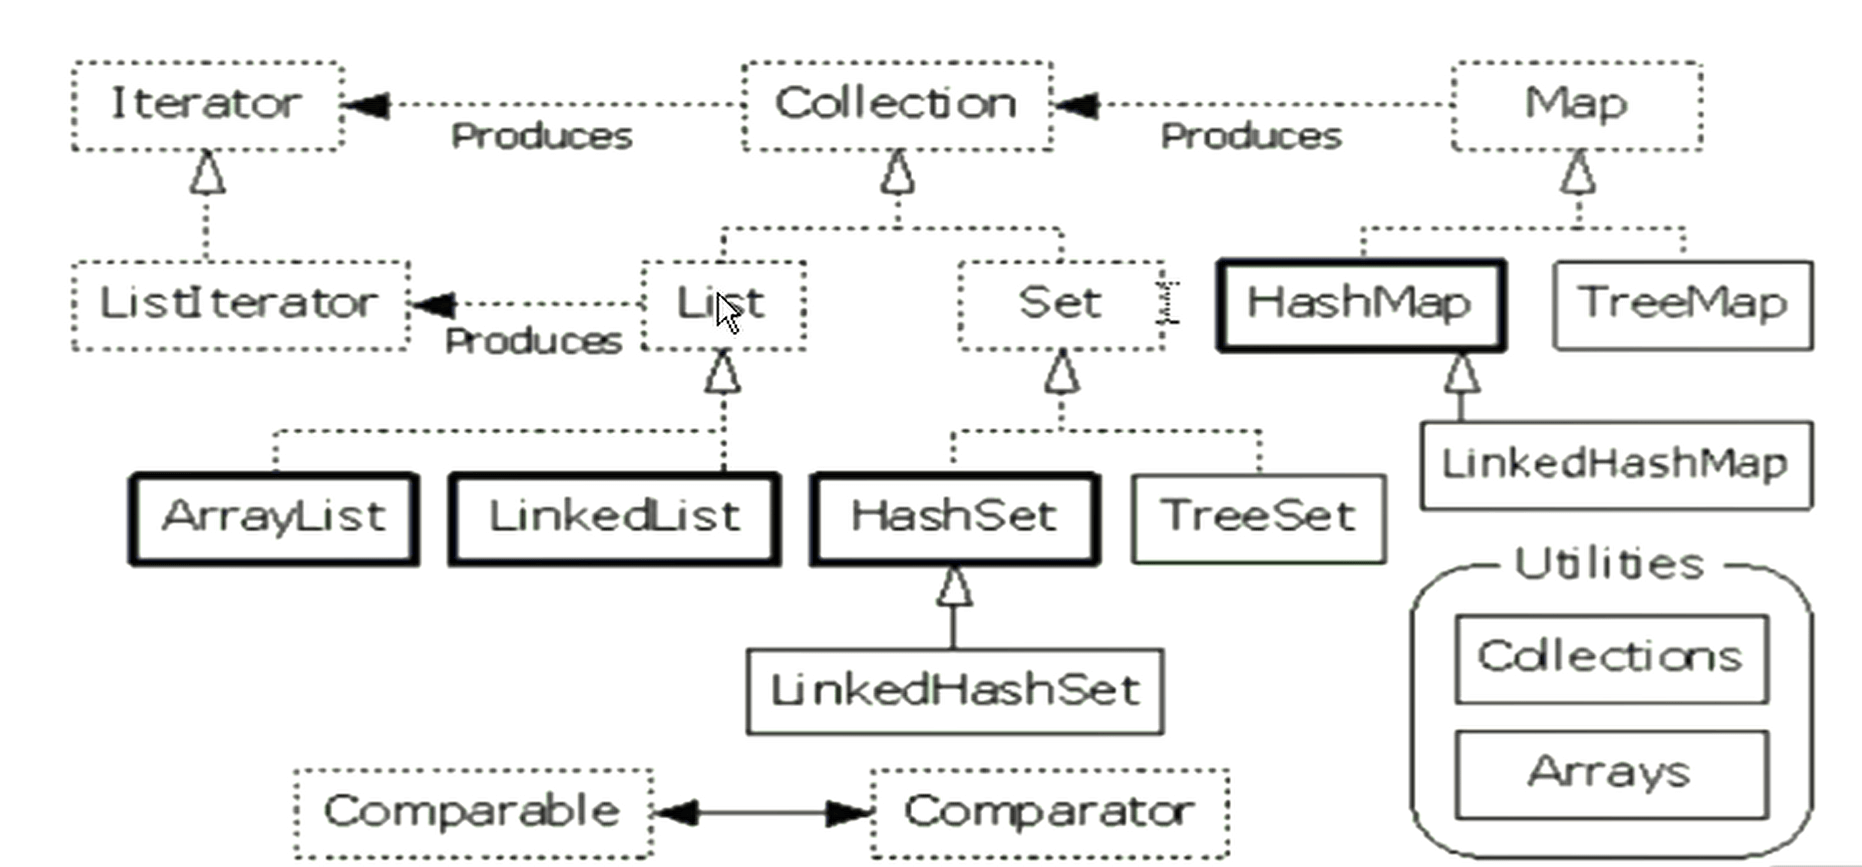 Iterator
Collection
Map
Produces
Produces
ListIterator
List
Set
HashMap
TreeMap
Produces
LinkedHashMap
ArrayList
LinkedList
HashSet
TreeSet
Utilities
Collections
LinkedHashSet
Arrays
Comparable
Comparator